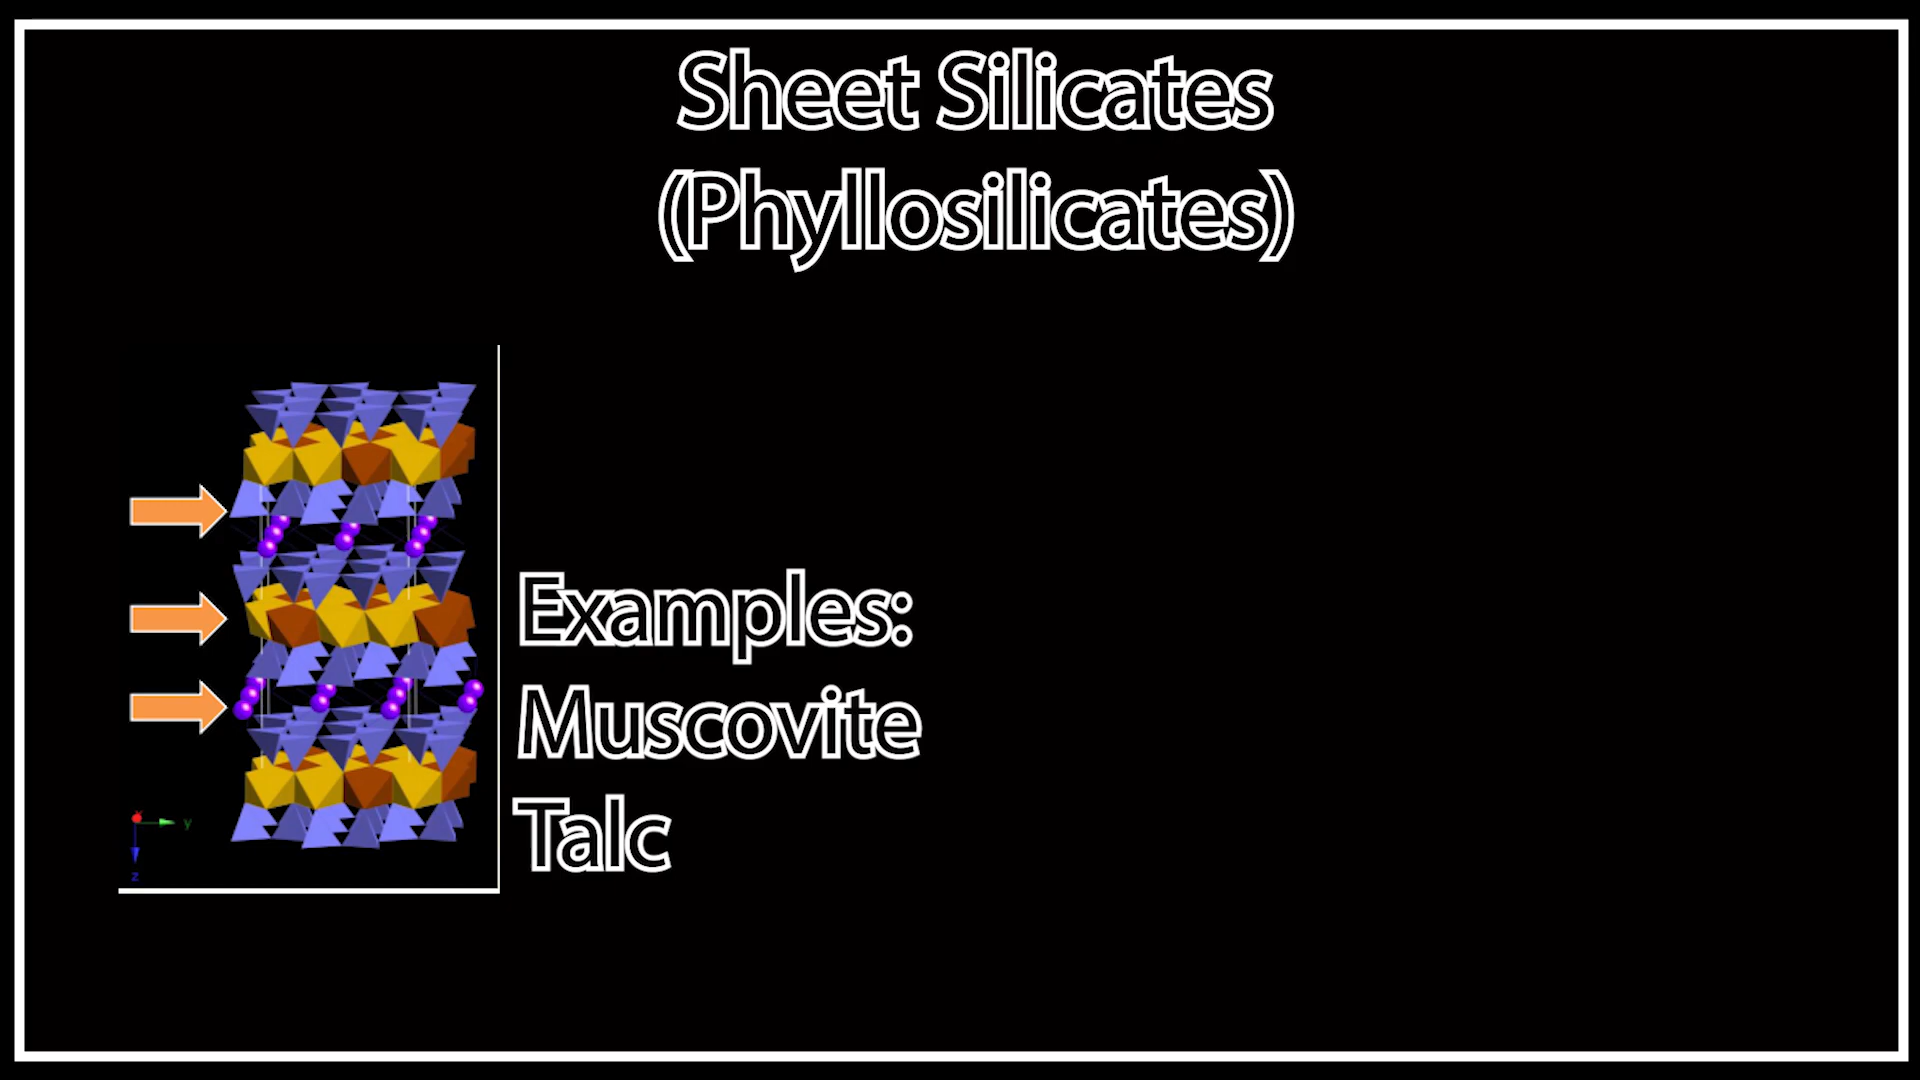 Sheet Silicates
(Phyllosilicates)
Examples:
Muscovite
Talc
x
y
z